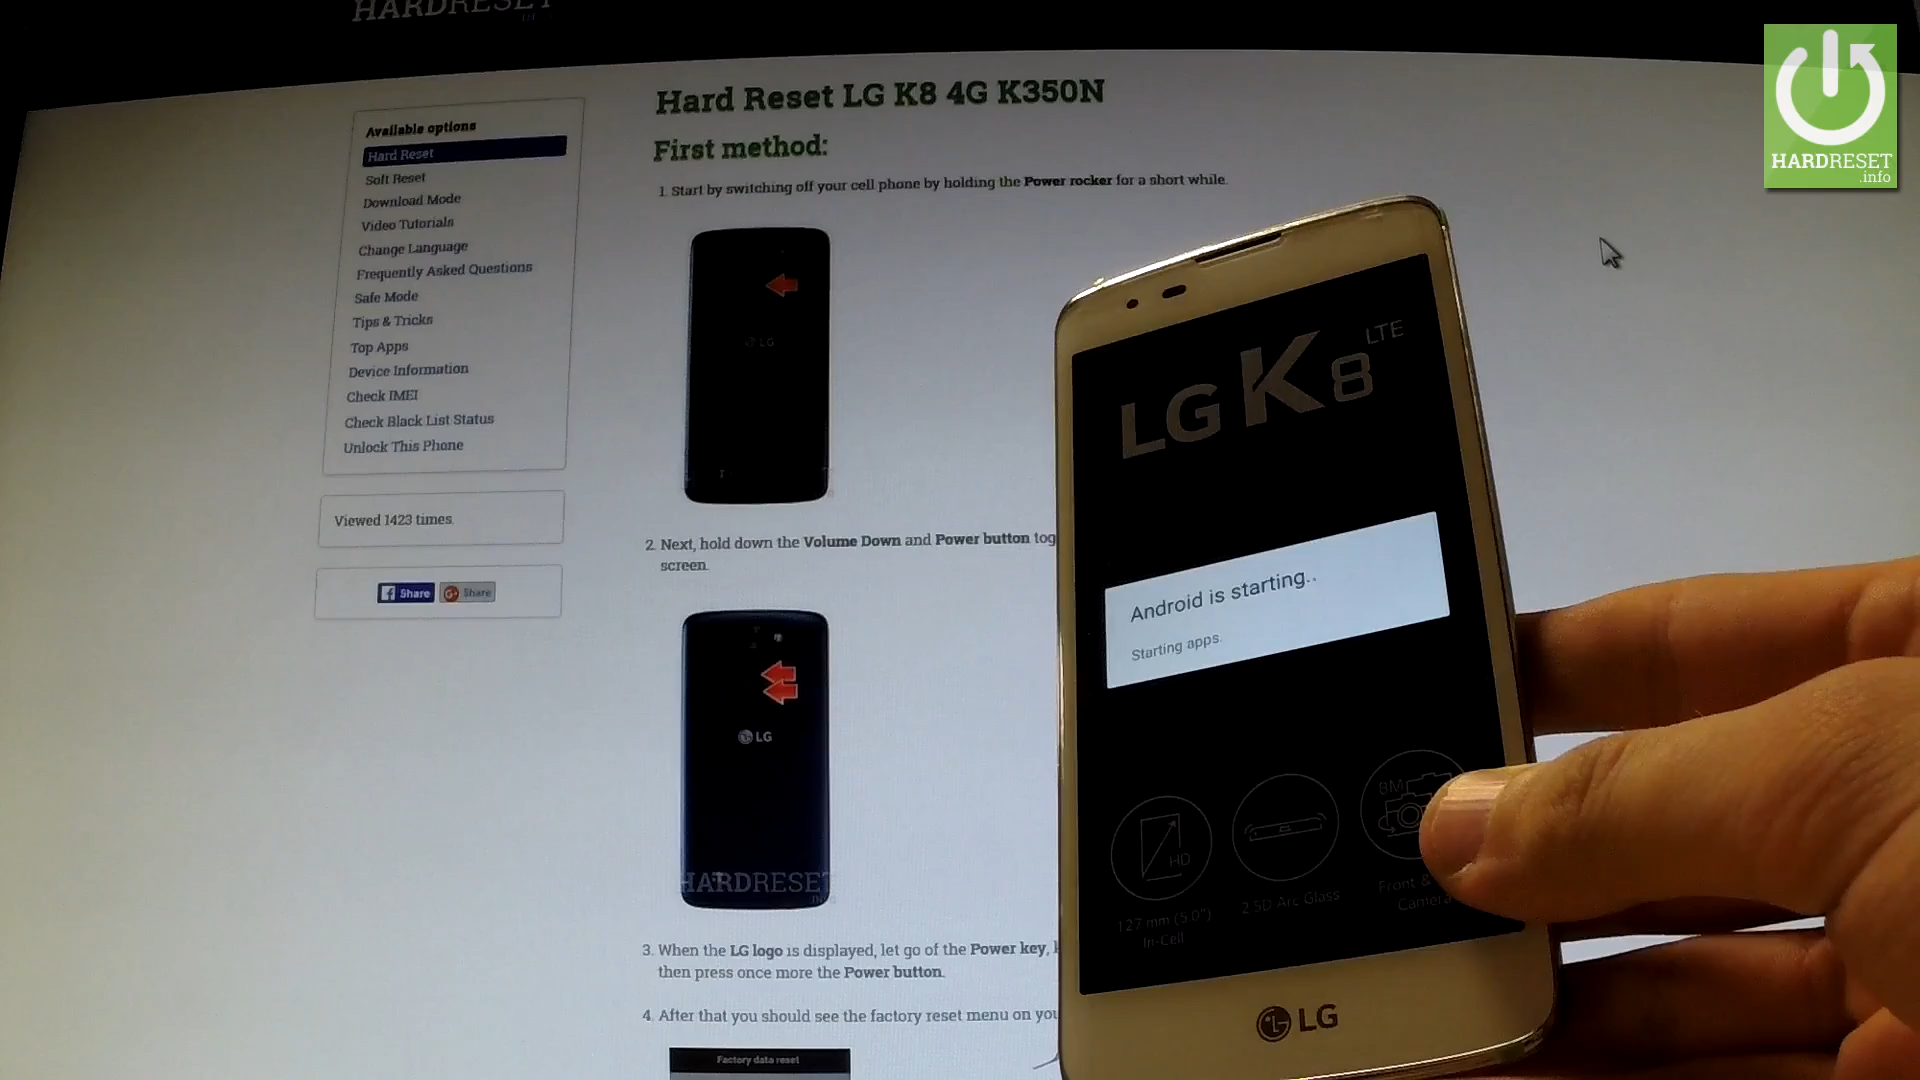 HARDRESET
HARDRESET
.info
Hard Reset LG K8 4G K350N
First method:
1. Start by switching off your cell phone by holding the Power rocker for a short while.
Available options
Hard Reset
Soft Reset
Download Mode
Video Tutorials
Change Language
Frequently Asked Questions
Safe Mode
Tips & Tricks
Top Apps
Device Information
Check IMEI
Check Black List Status
Unlock This Phone
Viewed 1423 times.
Share
Share
LG
2. Next, hold down the Volume Down and Power button tog
screen.
LG
HARDRESET
3. When the LG logo is displayed, let go of the Power key,
then press once more the Power button.
4. After that you should see the factory reset menu on you
Factory data reset
LG K8 LTE
Android is starting..
Starting apps.
8M
HD
127 mm (5.0")
In-Cell
2.5D Arc Glass
Front &
Camera
LG